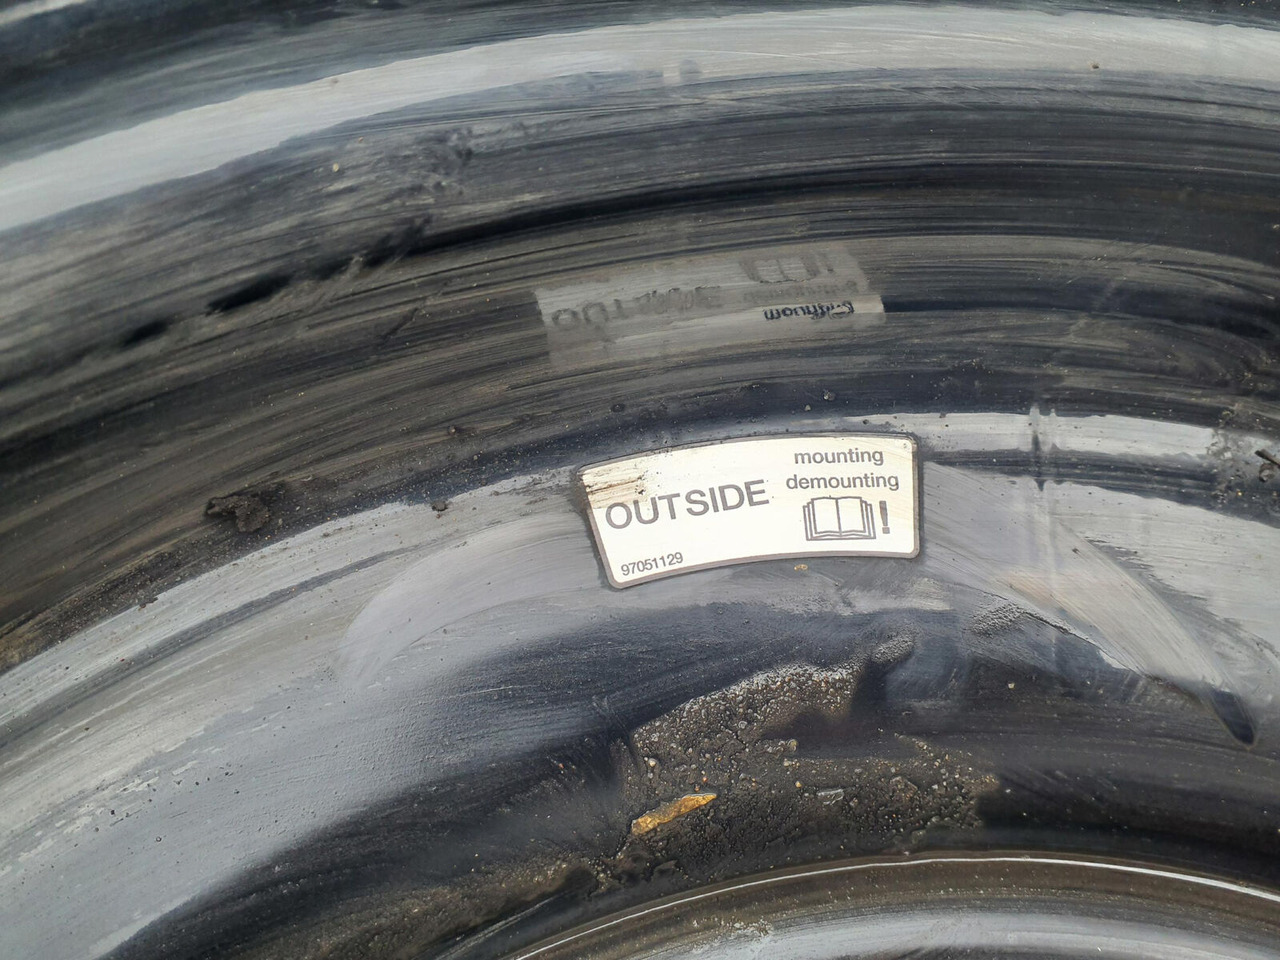 mounting
demounting
OUTSIDE
!
97051129